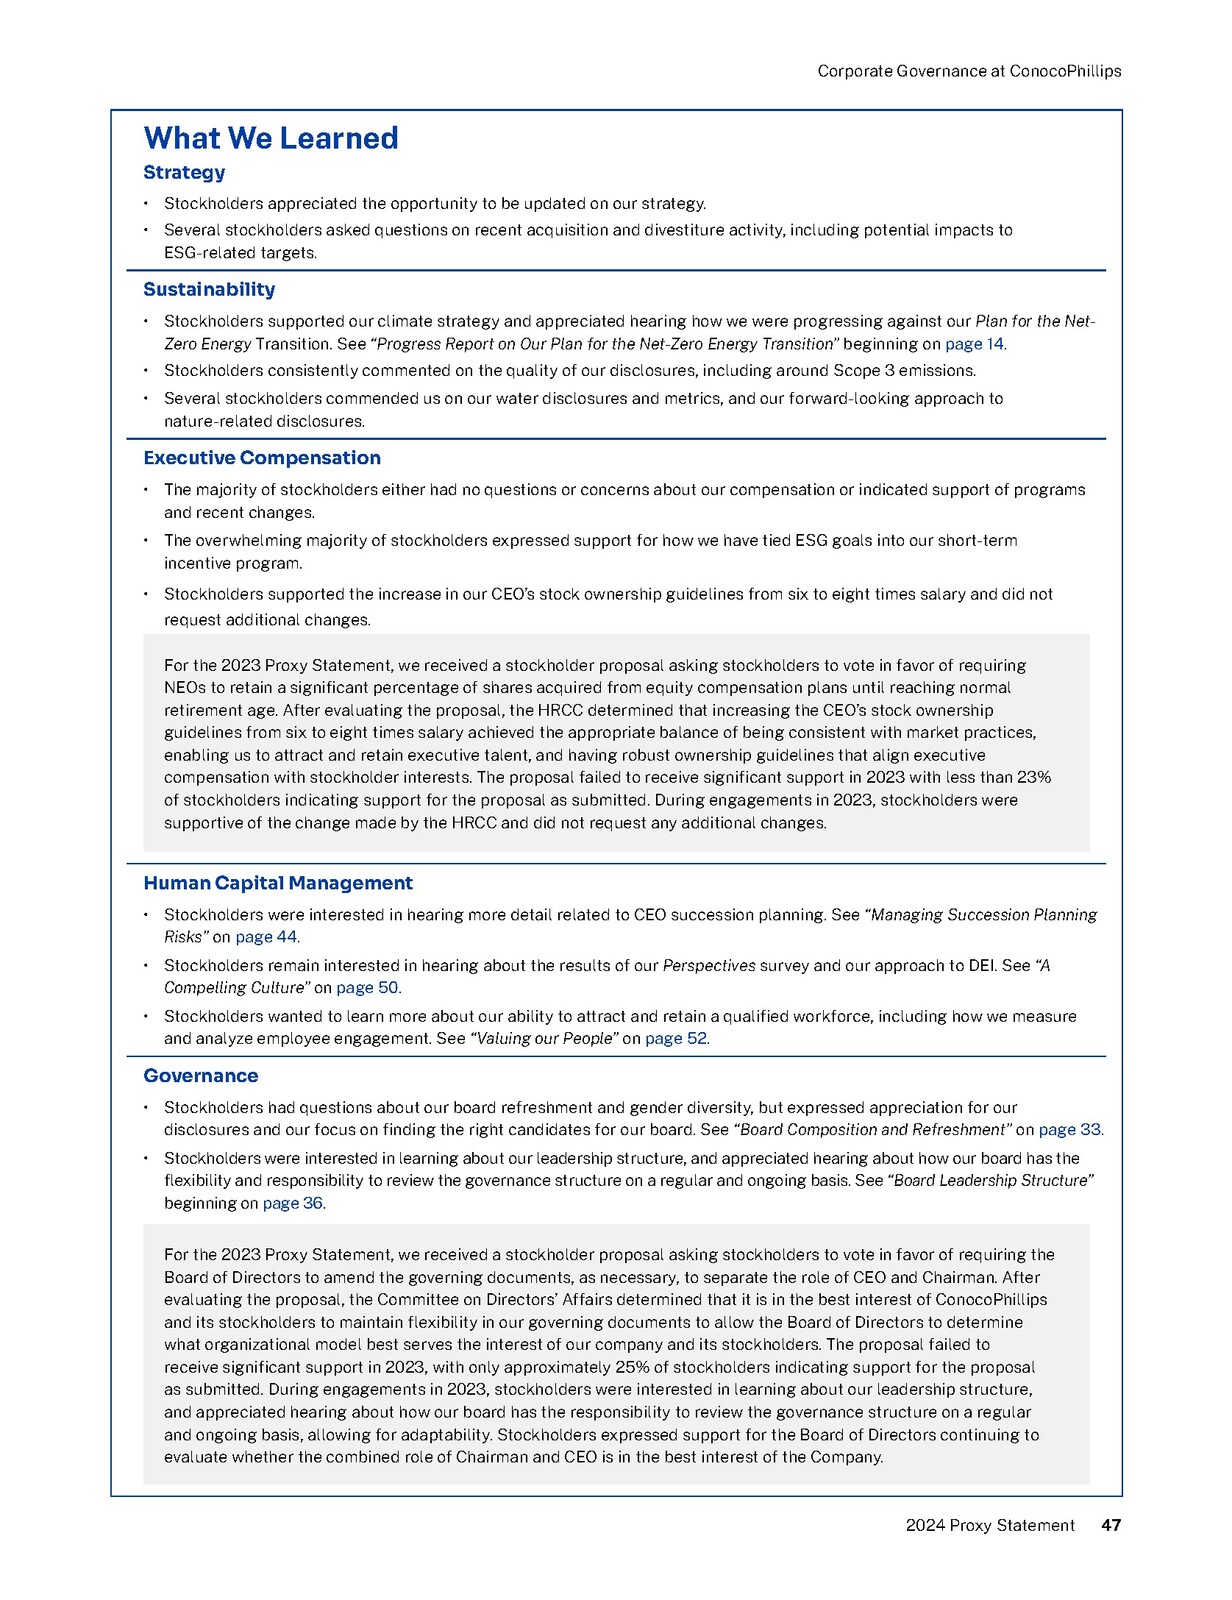 Corporate Governance at ConocoPhillips
What We Learned
Strategy
• Stockholders appreciated the opportunity to be updated on our strategy.
• Several stockholders asked questions on recent acquisition and divestiture activity, including potential impacts to
ESG-related targets.
Sustainability
• Stockholders supported our climate strategy and appreciated hearing how we were progressing against our Plan for the Net-
Zero Energy Transition. See “Progress Report on Our Plan for the Net-Zero Energy Transition” beginning on page 14.
• Stockholders consistently commented on the quality of our disclosures, including around Scope 3 emissions.
• Several stockholders commended us on our water disclosures and metrics, and our forward-looking approach to
nature-related disclosures.
Executive Compensation
• The majority of stockholders either had no questions or concerns about our compensation or indicated support of programs
and recent changes.
• The overwhelming majority of stockholders expressed support for how we have tied ESG goals into our short-term
incentive program.
• Stockholders supported the increase in our CEO’s stock ownership guidelines from six to eight times salary and did not
request additional changes.
For the 2023 Proxy Statement, we received a stockholder proposal asking stockholders to vote in favor of requiring
NEOs to retain a significant percentage of shares acquired from equity compensation plans until reaching normal
retirement age. After evaluating the proposal, the HRCC determined that increasing the CEO’s stock ownership
guidelines from six to eight times salary achieved the appropriate balance of being consistent with market practices,
enabling us to attract and retain executive talent, and having robust ownership guidelines that align executive
compensation with stockholder interests. The proposal failed to receive significant support in 2023 with less than 23%
of stockholders indicating support for the proposal as submitted. During engagements in 2023, stockholders were
supportive of the change made by the HRCC and did not request any additional changes.
Human Capital Management
• Stockholders were interested in hearing more detail related to CEO succession planning. See “Managing Succession Planning
Risks” on page 44.
• Stockholders remain interested in hearing about the results of our Perspectives survey and our approach to DEI. See “A
Compelling Culture” on page 50.
• Stockholders wanted to learn more about our ability to attract and retain a qualified workforce, including how we measure
and analyze employee engagement. See “Valuing our People” on page 52.
Governance
• Stockholders had questions about our board refreshment and gender diversity, but expressed appreciation for our
disclosures and our focus on finding the right candidates for our board. See “Board Composition and Refreshment” on page 33.
• Stockholders were interested in learning about our leadership structure, and appreciated hearing about how our board has the
flexibility and responsibility to review the governance structure on a regular and ongoing basis. See “Board Leadership Structure”
beginning on page 36.
For the 2023 Proxy Statement, we received a stockholder proposal asking stockholders to vote in favor of requiring the
Board of Directors to amend the governing documents, as necessary, to separate the role of CEO and Chairman. After
evaluating the proposal, the Committee on Directors’ Affairs determined that it is in the best interest of ConocoPhillips
and its stockholders to maintain flexibility in our governing documents to allow the Board of Directors to determine
what organizational model best serves the interest of our company and its stockholders. The proposal failed to
receive significant support in 2023, with only approximately 25% of stockholders indicating support for the proposal
as submitted. During engagements in 2023, stockholders were interested in learning about our leadership structure,
and appreciated hearing about how our board has the responsibility to review the governance structure on a regular
and ongoing basis, allowing for adaptability. Stockholders expressed support for the Board of Directors continuing to
evaluate whether the combined role of Chairman and CEO is in the best interest of the Company.
2024 Proxy Statement 47